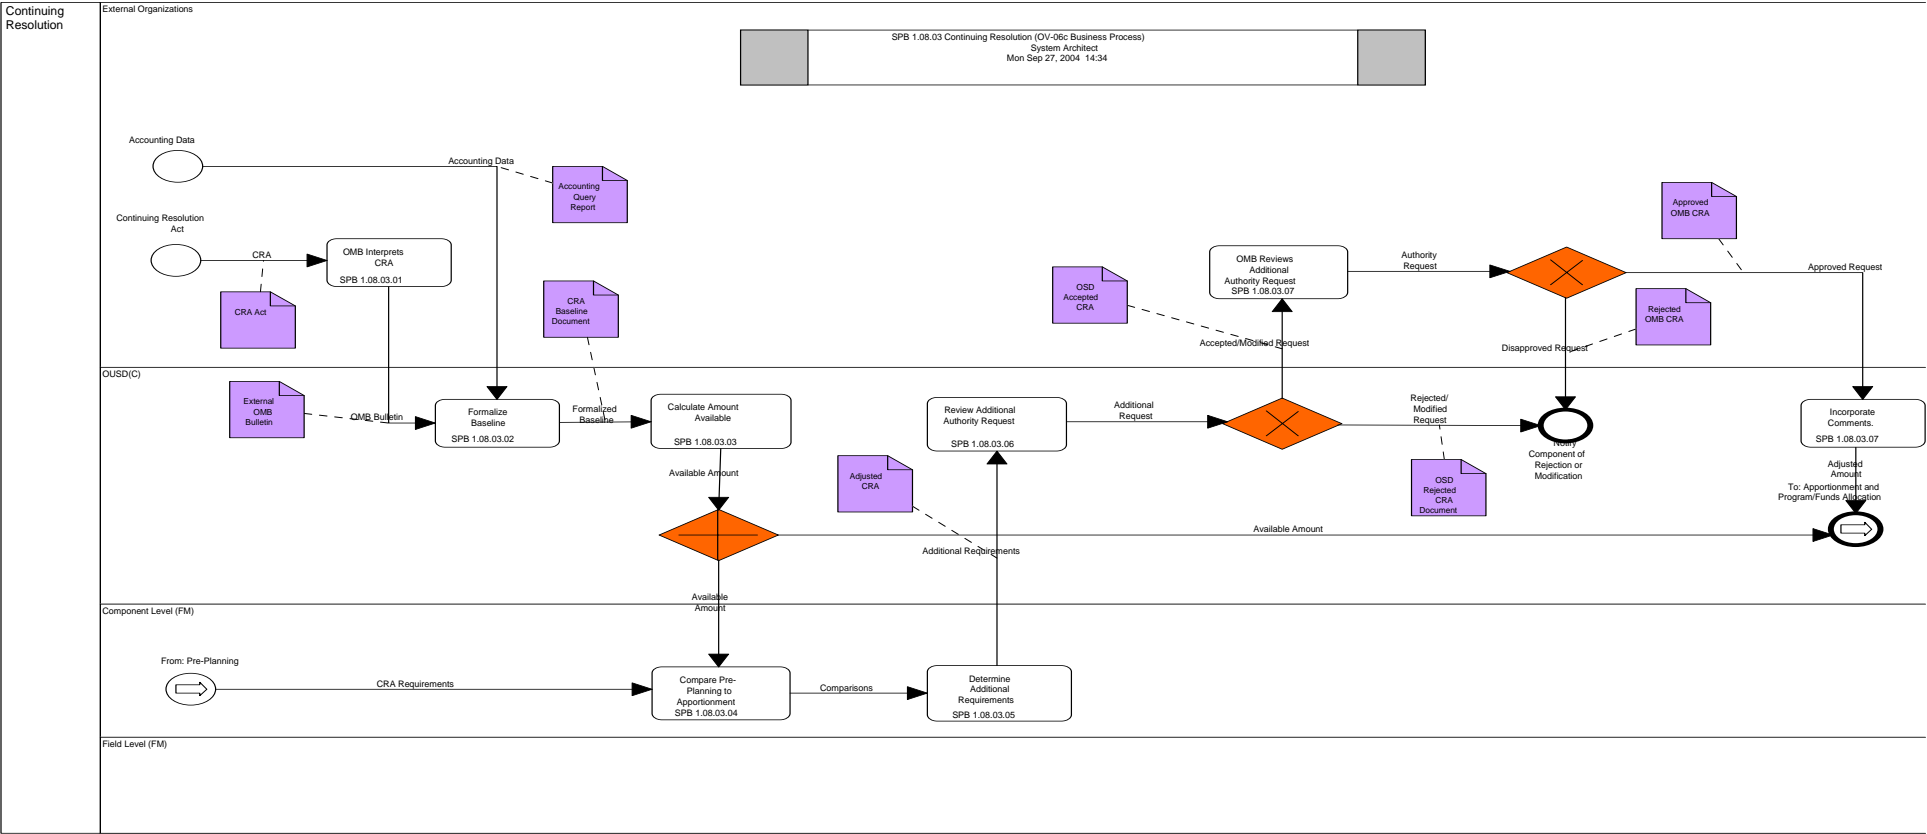 Continuing
Resolution
External Organizations
SPB 1.08.03 Continuing Resolution (OV-06c Business Process)
System Architect
Mon Sep 27, 2004 14:34
Accounting Data
Accounting Data
Accounting
Query
Report
Continuing Resolution
Act
CRA
OMB Interprets
CRA
SPB 1.08.03.01
CRA Act
CRA
Baseline
Document
OSD
Accepted
CRA
OMB Reviews
Additional
Authority Request
SPB 1.08.03.07
Authority
Request
Approved
OMB CRA
Approved Request
Rejected
OMB CRA
Accepted/Modified Request
Disapproved Request
OUSD(C)
External
OMB
Bulletin
OMB Bulletin
Formalize
Baseline
SPB 1.08.03.02
Formalized
Baseline
Calculate Amount
Available
SPB 1.08.03.03
Available Amount
Adjusted
CRA
Review Additional
Authority Request
SPB 1.08.03.06
Additional
Request
Rejected/
Modified
Request
Notify
Component of
Rejection or
Modification
OSD
Rejected
CRA
Document
Incorporate
Comments.
SPB 1.08.03.07
Adjusted
Amount
To: Apportionment and
Program/Funds Allocation
Available Amount
Additional Requirements
Available
Amount
Component Level (FM)
From: Pre-Planning
CRA Requirements
Compare Pre-
Planning to
Apportionment
SPB 1.08.03.04
Comparisons
Determine
Additional
Requirements
SPB 1.08.03.05
Field Level (FM)